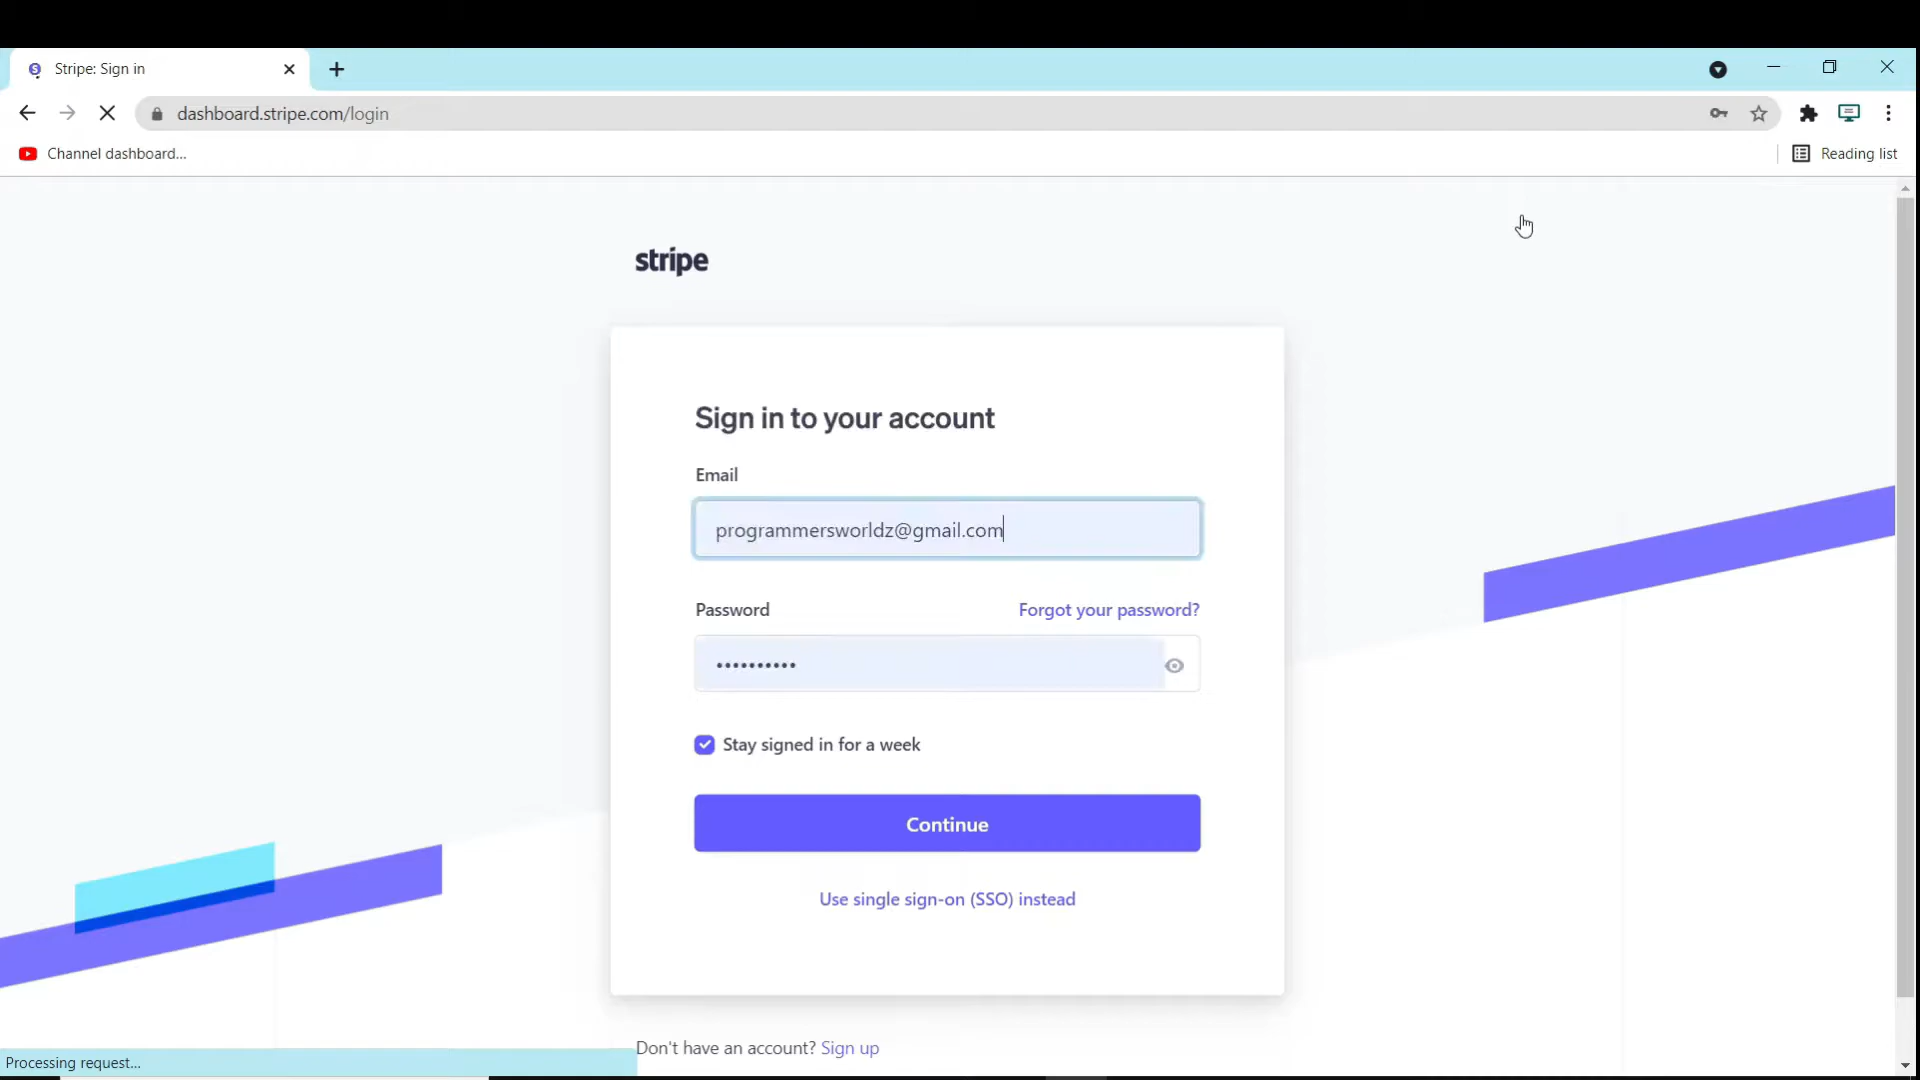 Stripe: Sign in
dashboard.stripe.com/login
Channel dashboard...
Reading list
stripe
Sign in to your account
Email
programmersworldz@gmail.com
Password Forgot your password?
••••••••••
Stay signed in for a week
Continue
Use single sign-on (SSO) instead
Don't have an account? Sign up
Processing request...